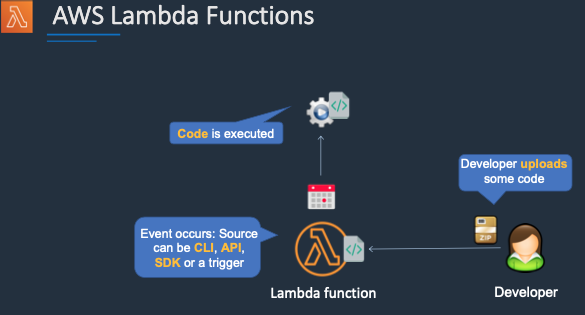 AWS Lambda Functions
Code is executed
Developer uploads
some code
Event occurs: Source
can be CLI, API,
SDK or a trigger
ZIP
Lambda function
Developer